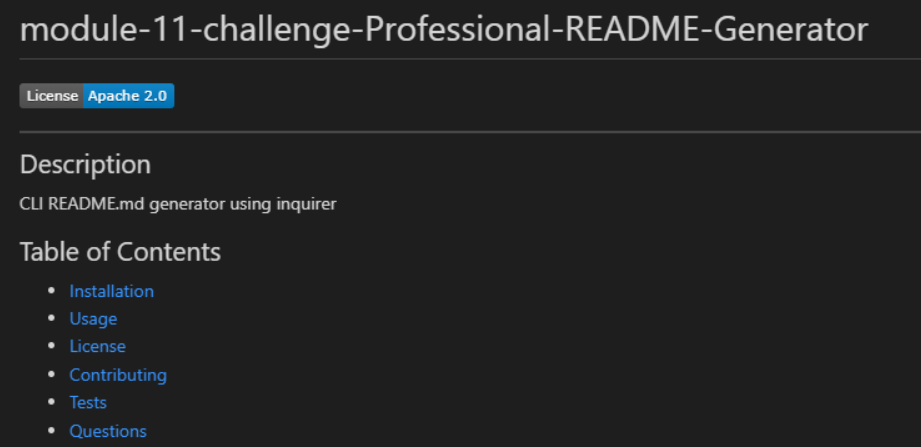 module-11-challenge-Professional-README-Generator
License Apache 2.0
Description
CLI README.md generator using inquirer
Table of Contents
Installation
Usage
License
Contributing
Tests
Questions